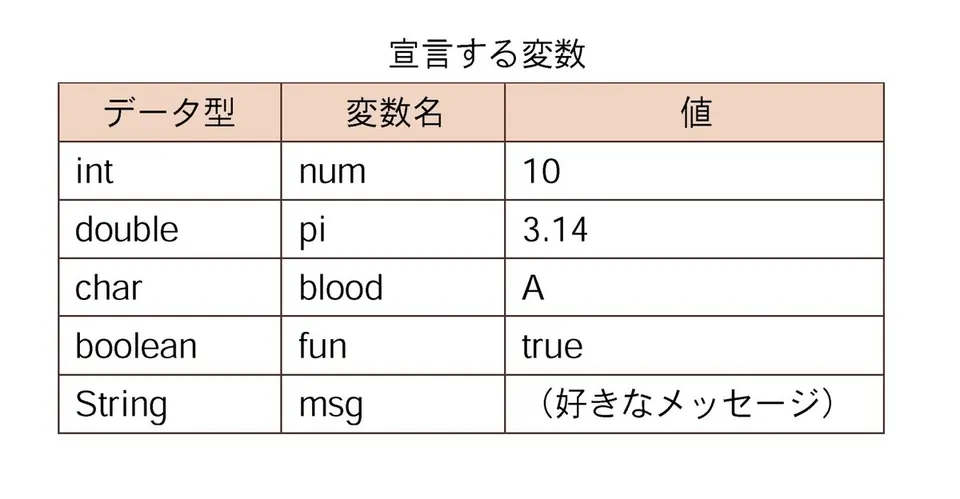 宣言する変数
データ型 変数名 値
int num 10
double pi 3.14
char blood A
boolean fun true
String msg （好きなメッセージ）